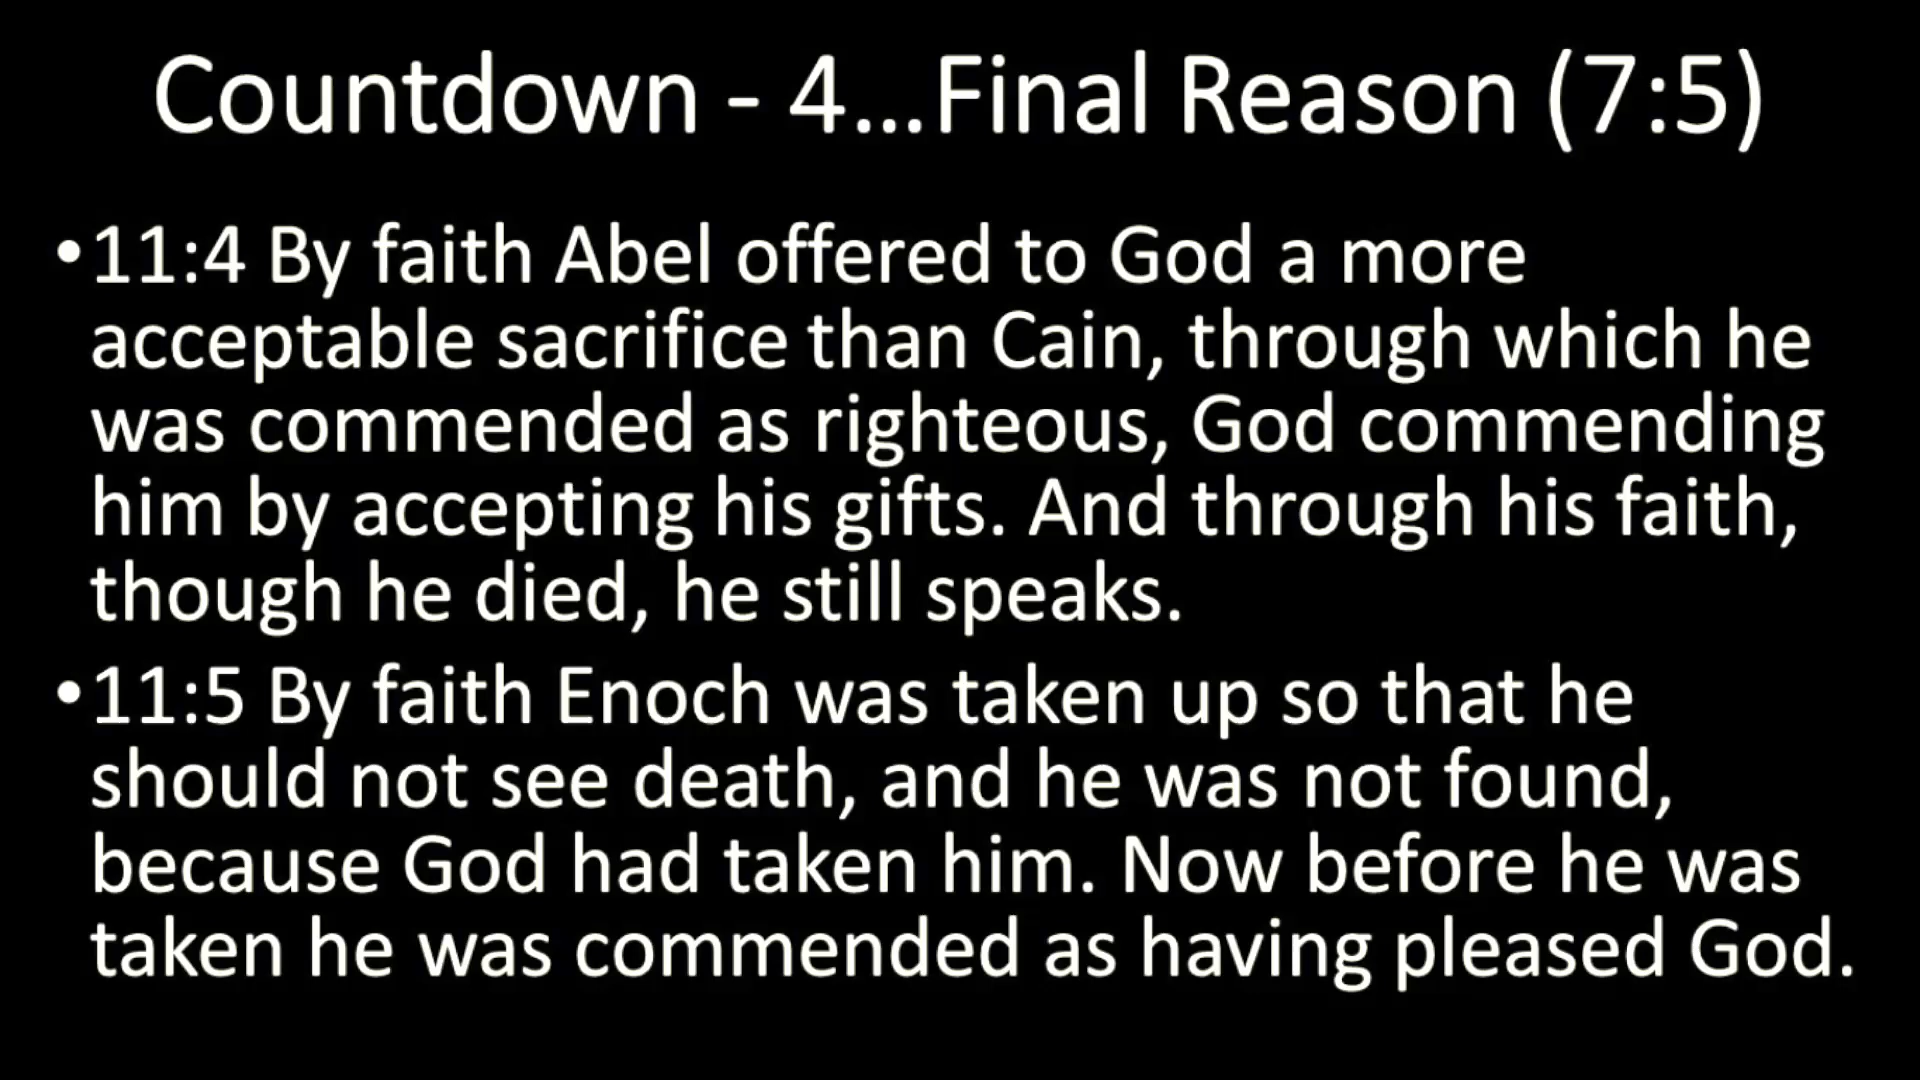 Countdown - 4...Final Reason (7:5)
•11:4 By faith Abel offered to God a more
acceptable sacrifice than Cain, through which he
was commended as righteous, God commending
him by accepting his gifts. And through his faith,
though he died, he still speaks.
•11:5 By faith Enoch was taken up so that he
should not see death, and he was not found,
because God had taken him. Now before he was
taken he was commended as having pleased God.